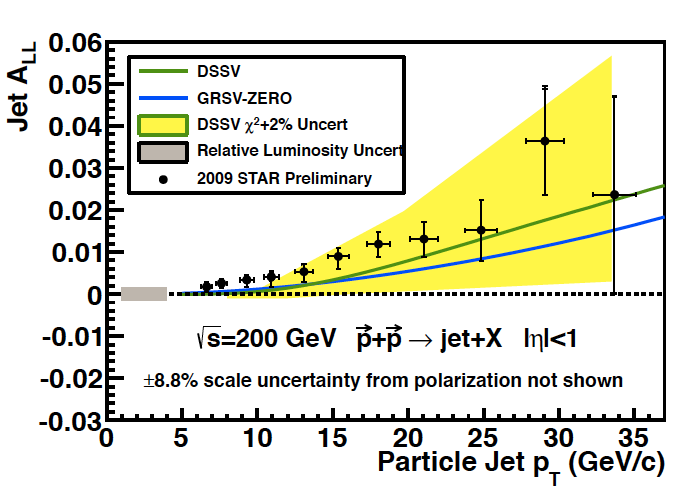 Jet A_LL
0.06
0.05
0.04
0.03
0.02
0.01
0
-0.01
-0.02
-0.03
DSSV
GRSV-ZERO
DSSV χ²+2% Uncert
Relative Luminosity Uncert
2009 STAR Preliminary
√s=200 GeV p⃗+p⃗ → jet+X |η|<1
±8.8% scale uncertainty from polarization not shown
0 5 10 15 20 25 30 35
Particle Jet p_T (GeV/c)